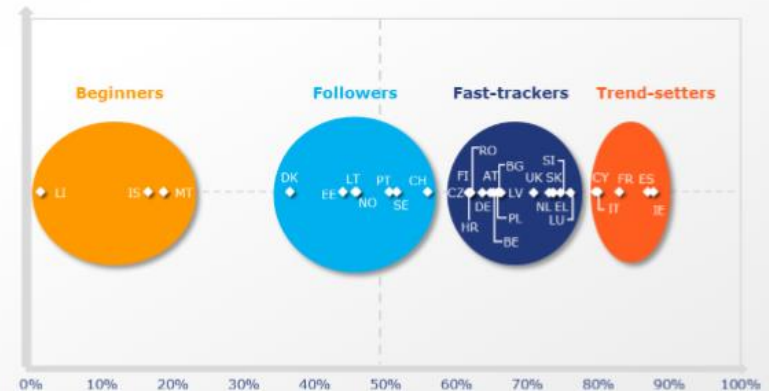 Beginners Followers Fast-trackers Trend-setters
RO
SI
BG
DK LT PT CH FI AT UK SK CY FR ES
LI IS MT EE CZ LV
NO SE DE NL EL IT IE
HR PL LU
BE
0% 10% 20% 30% 40% 50% 60% 70% 80% 90% 100%